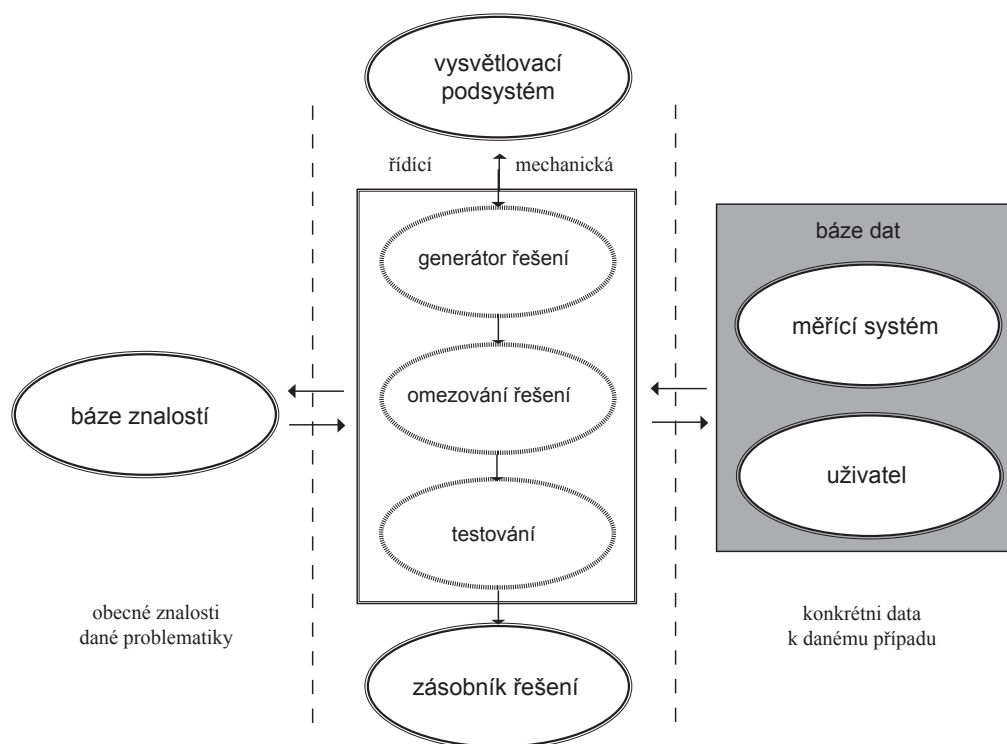 vysvětlovací
podsystém
řídící
mechanická
generátor řešení
omezování řešení
testování
báze znalostí
báze dat
měřící systém
uživatel
obecné znalosti
dané problematiky
konkrétni data
k danému případu
zásobník řešení